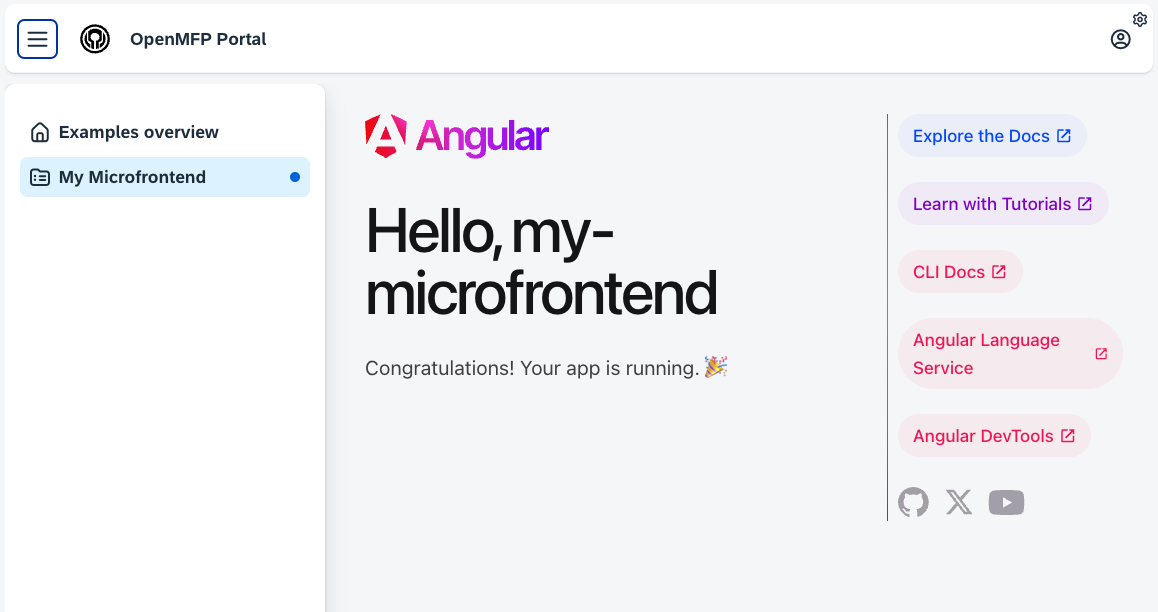 OpenMFP Portal
Examples overview
My Microfrontend
Angular
Hello, my-
microfrontend
Congratulations! Your app is running. 🎉
Explore the Docs
Learn with Tutorials
CLI Docs
Angular Language
Service
Angular DevTools